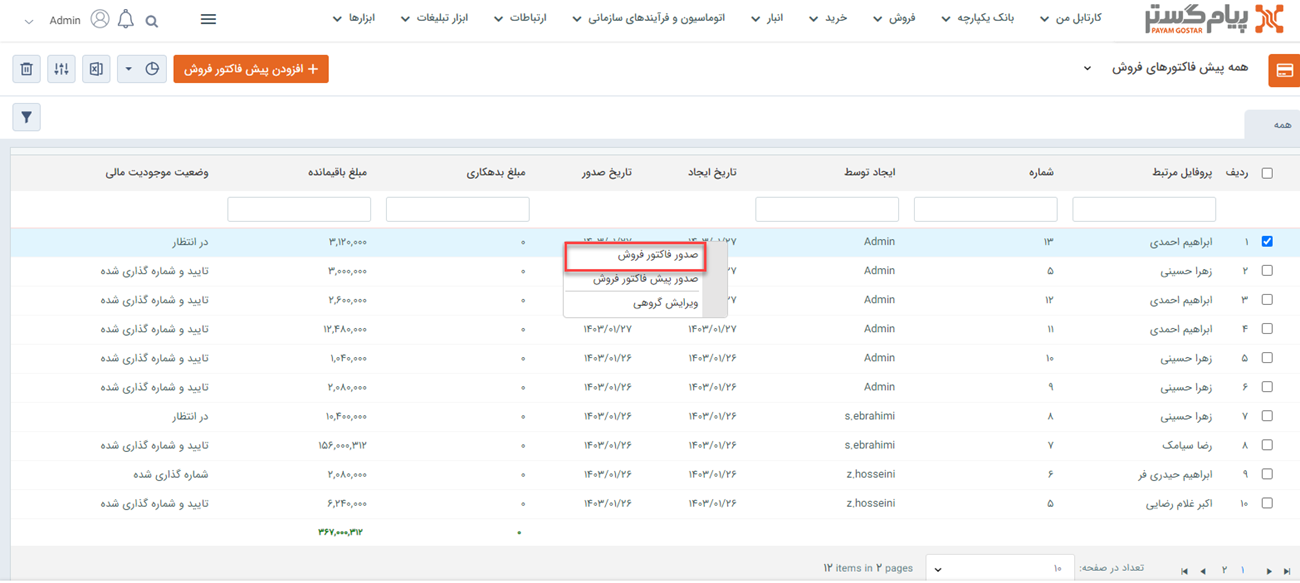 پیام گستر
PAYAM GOSTAR
کارتابل من
بانک یکپارچه
فروش
خرید
انبار
اتوماسیون و فرآیندهای سازمانی
ارتباطات
ابزار تبلیغات
ابزارها
Admin
همه پیش فاکتورهای فروش
+ افزودن پیش فاکتور فروش
همه
ردیف پروفایل مرتبط شماره ایجاد توسط تاریخ ایجاد تاریخ صدور مبلغ بدهکاری مبلغ باقیمانده وضعیت موجودیت مالی
۱ ابراهیم احمدی ۱۳ Admin ۱۴۰۳/۰۱/۲۷ ۱۴۰۳/۰۱/۲۷ ۰ ۳,۱۲۰,۰۰۰ در انتظار
صدور فاکتور فروش
صدور پیش فاکتور فروش
ویرایش گروهی
۲ زهرا حسینی ۵ Admin ۰ ۳,۰۰۰,۰۰۰ تایید و شماره گذاری شده
۳ ابراهیم احمدی ۱۲ Admin ۰ ۲,۶۰۰,۰۰۰ تایید و شماره گذاری شده
۴ ابراهیم احمدی ۱۱ Admin ۱۴۰۳/۰۱/۲۷ ۱۴۰۳/۰۱/۲۷ ۰ ۱۲,۴۸۰,۰۰۰ تایید و شماره گذاری شده
۵ زهرا حسینی ۱۰ Admin ۱۴۰۳/۰۱/۲۶ ۱۴۰۳/۰۱/۲۶ ۰ ۱,۰۴۰,۰۰۰ تایید و شماره گذاری شده
۶ زهرا حسینی ۹ Admin ۱۴۰۳/۰۱/۲۶ ۱۴۰۳/۰۱/۲۶ ۰ ۲,۰۸۰,۰۰۰ تایید و شماره گذاری شده
۷ زهرا حسینی ۸ s.ebrahimi ۱۴۰۳/۰۱/۲۶ ۱۴۰۳/۰۱/۲۶ ۰ ۱۰,۴۰۰,۰۰۰ در انتظار
۸ رضا سیامک ۷ s.ebrahimi ۱۴۰۳/۰۱/۲۶ ۱۴۰۳/۰۱/۲۶ ۰ ۱۵۶,۰۰۰,۳۱۲ تایید و شماره گذاری شده
۹ ابراهیم حیدری فر ۶ z.hosseini ۱۴۰۳/۰۱/۲۶ ۱۴۰۳/۰۱/۲۶ ۰ ۲,۰۸۰,۰۰۰ شماره گذاری شده
۱۰ اکبر غلام رضایی ۵ z.hosseini ۱۴۰۳/۰۱/۲۶ ۱۴۰۳/۰۱/۲۶ ۰ ۶,۲۴۰,۰۰۰ تایید و شماره گذاری شده
۰ ۳۶۷,۰۰۰,۳۱۲
۱ ۲ تعداد در صفحه: ۱۰
۱۲ items in ۲ pages